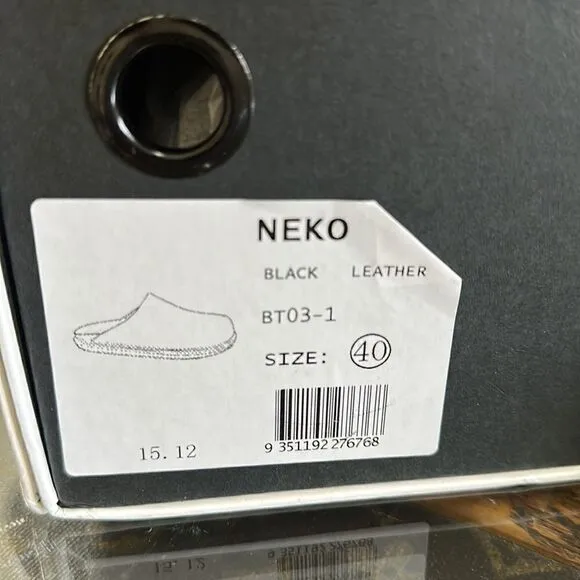 NEKO
BLACK LEATHER
BT03-1
SIZE: 40
9 351192 276768
15.12